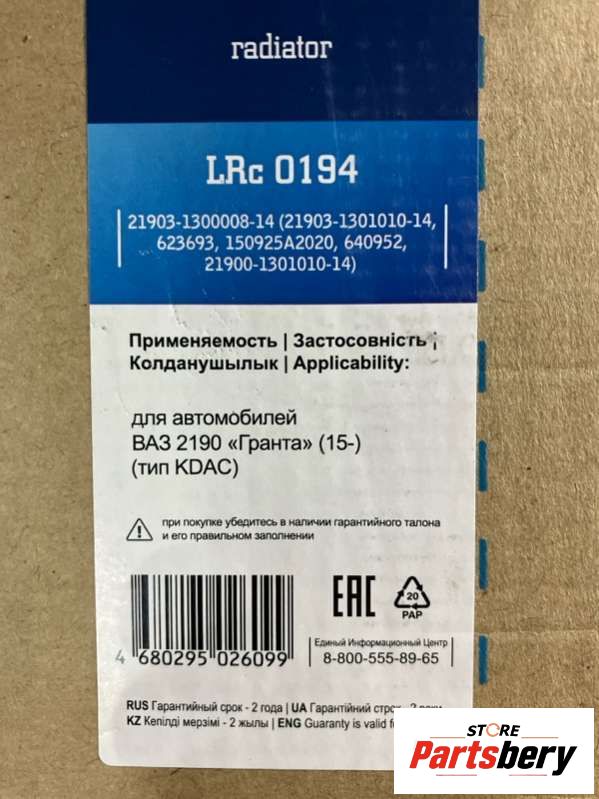 radiator
LRc 0194
21903-1300008-14 (21903-1301010-14,
623693, 150925A2020, 640952,
21900-1301010-14)
Применяемость | Застосовність |
Колданушылык | Applicability:
для автомобилей
ВАЗ 2190 «Гранта» (15-)
(тип KDAC)
при покупке убедитесь в наличии гарантийного талона
и его правильном заполнении
EAC
20
PAP
4 680295 026099
Единый Информационный Центр
8-800-555-89-65
RUS Гарантийный срок - 2 года | UA Гарантійний строк - 2 роки
KZ Кепілді мерзімі - 2 жылы | ENG Guaranty is valid
STORE
Partsbery